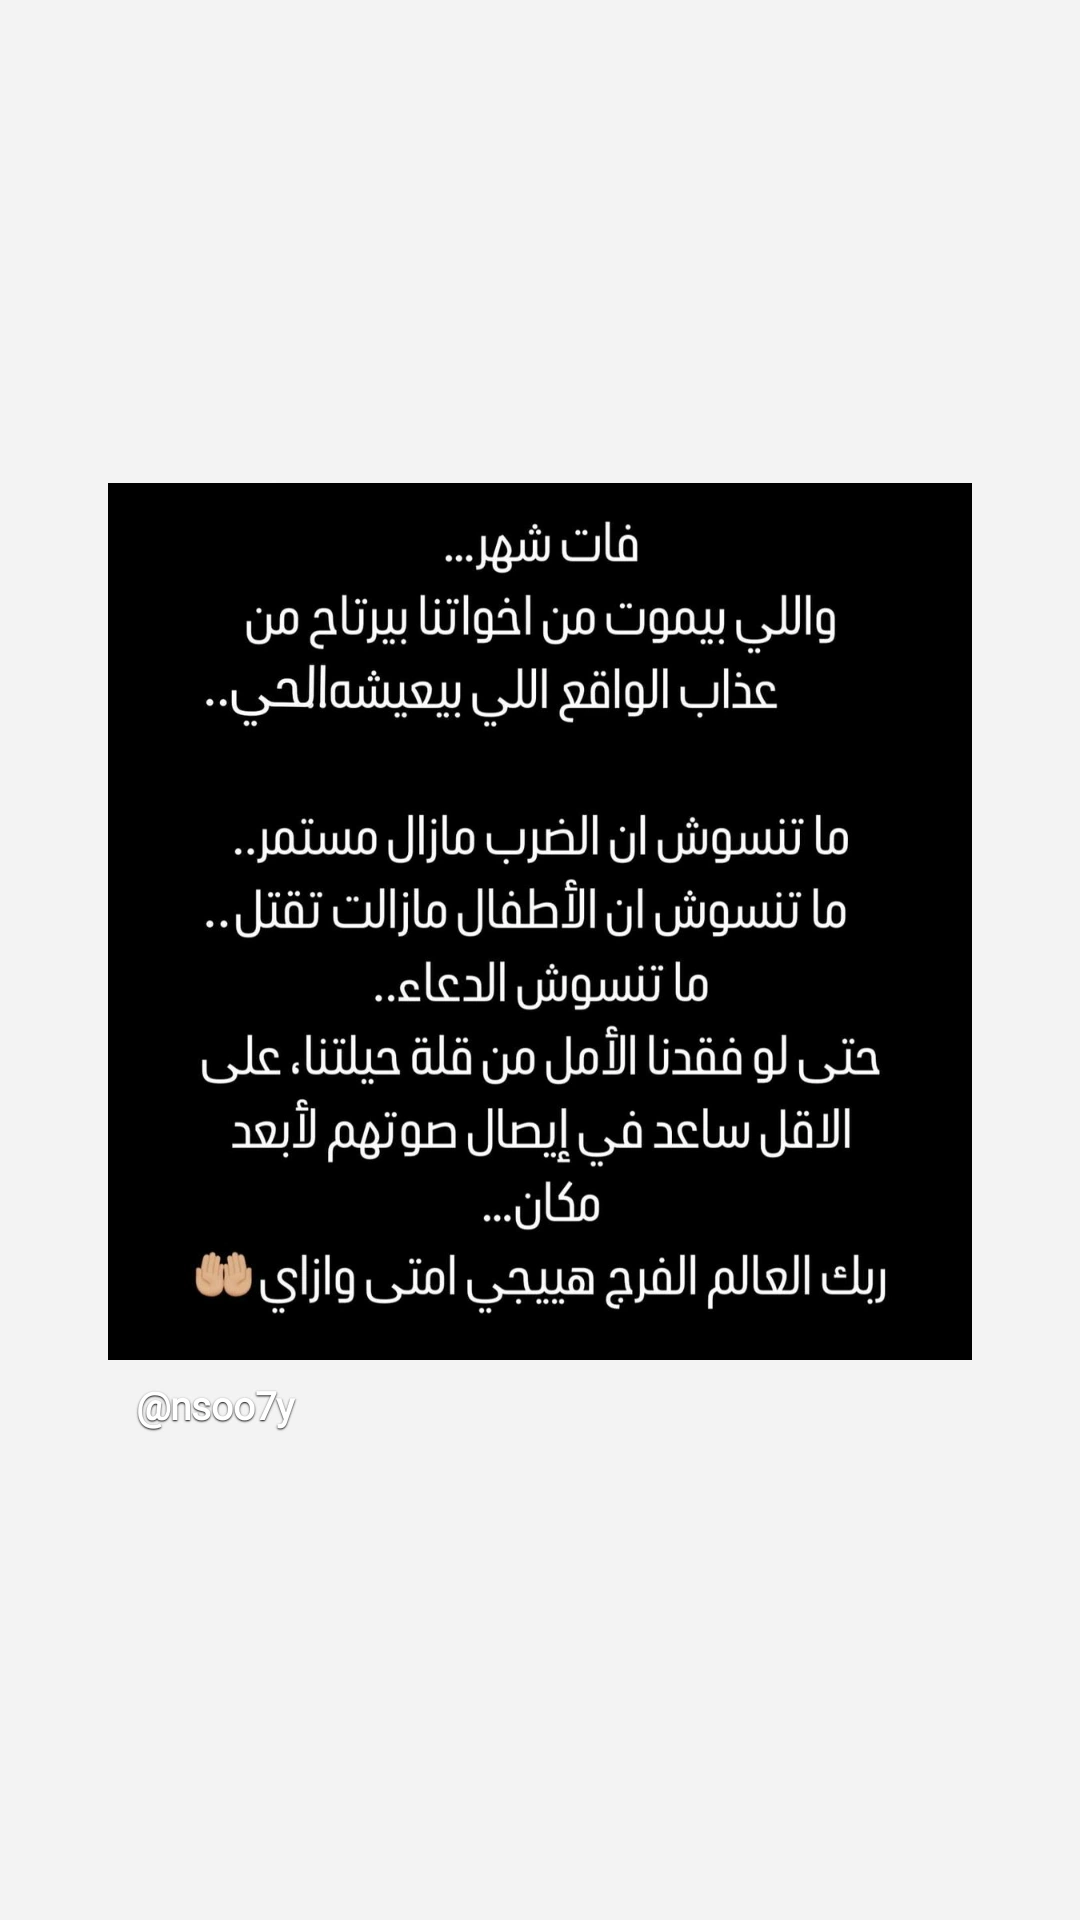 فات شهر...
واللي بيموت من اخواتنا بيرتاح من
عذاب الواقع اللي بيعيشه الحي..
ما تنسوش ان الضرب مازال مستمر..
ما تنسوش ان الأطفال مازالت تقتل..
ما تنسوش الدعاء..
حتى لو فقدنا الأمل من قلة حيلتنا، على
الاقل ساعد في إيصال صوتهم لأبعد
مكان...
ربك العالم الفرج هييجي امتى وازاي🤲🏼
@nsoo7y